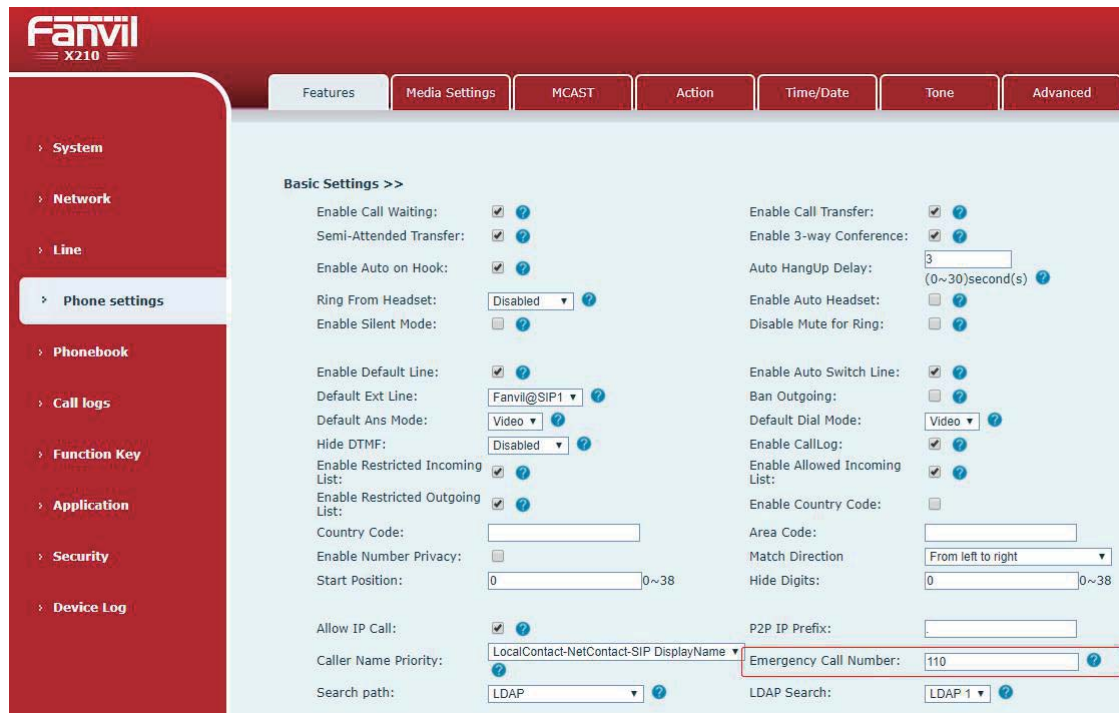 Fanvil
X210
Features Media Settings MCAST Action Time/Date Tone Advanced
System
Network
Line
Phone settings
Phonebook
Call logs
Function Key
Application
Security
Device Log
Basic Settings >>
Enable Call Waiting: Enable Call Transfer:
Semi-Attended Transfer: Enable 3-way Conference:
Enable Auto on Hook: Auto HangUp Delay: 3
(0~30)second(s)
Ring From Headset: Disabled Enable Auto Headset:
Enable Silent Mode: Disable Mute for Ring:
Enable Default Line: Enable Auto Switch Line:
Default Ext Line: Fanvil@SIP1 Ban Outgoing:
Default Ans Mode: Video Default Dial Mode: Video
Hide DTMF: Disabled Enable CallLog:
Enable Restricted Incoming List: Enable Allowed Incoming List:
Enable Restricted Outgoing List: Enable Country Code:
Country Code: Area Code:
Enable Number Privacy: Match Direction From left to right
Start Position: 0 0~38 Hide Digits: 0 0~38
Allow IP Call: P2P IP Prefix: .
Caller Name Priority: LocalContact-NetContact-SIP DisplayName Emergency Call Number: 110
Search path: LDAP LDAP Search: LDAP 1